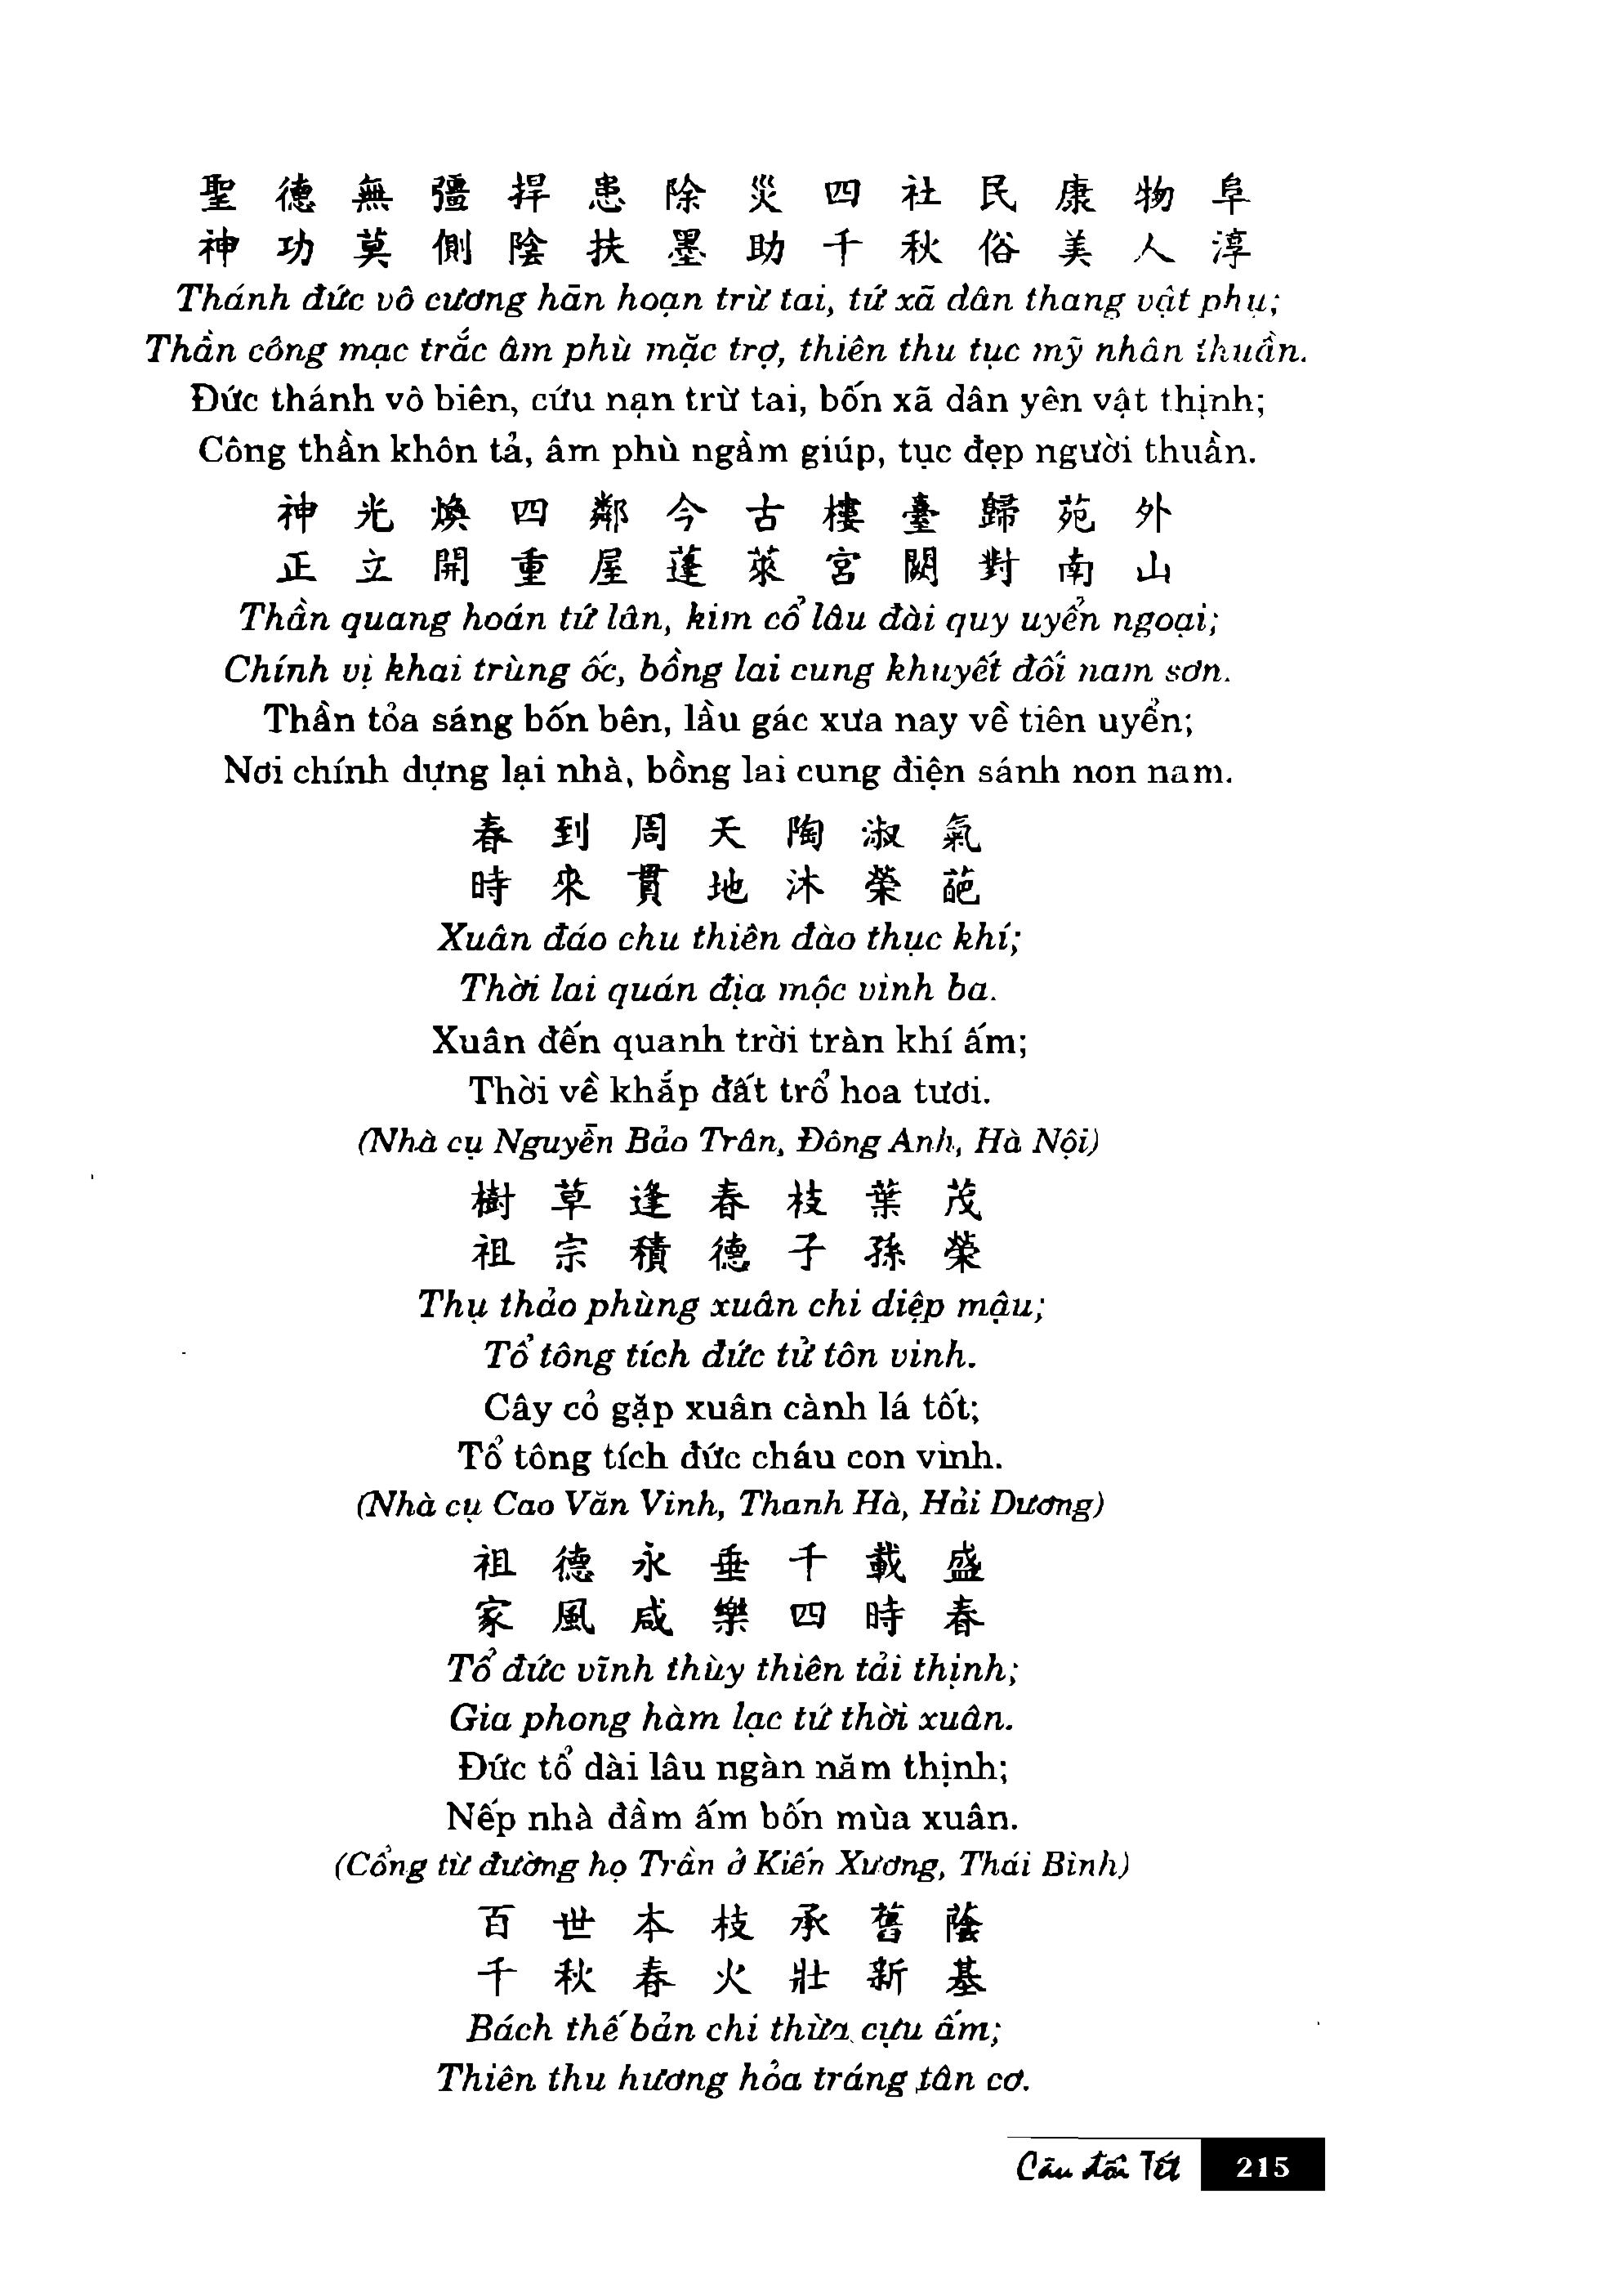 聖德無疆捍患除災四社民康物阜
神功莫側陰扶墨助千秋俗美人淳
Thánh đức vô cương hãn hoạn trừ tai, tứ xã dân thang vật phụ;
Thần công mạc trắc âm phù mặc trợ, thiên thu tục mỹ nhân thuần.
Đức thánh vô biên, cứu nạn trừ tai, bốn xã dân yên vật thịnh;
Công thần khôn tả, âm phù ngầm giúp, tục đẹp người thuần.
神光煥四鄰今古樓臺歸苑外
正立開重屋蓬萊宮闕對南山
Thần quang hoán tứ lân, kim cổ lâu đài quy uyển ngoại;
Chính vị khai trùng ốc, bồng lai cung khuyết đối nam sơn.
Thần tỏa sáng bốn bên, lầu gác xưa nay về tiên uyển;
Nơi chính dựng lại nhà, bồng lai cung điện sánh non nam.
春到周天陶淑氣
時來貫地沐榮葩
Xuân đáo chu thiên đào thục khí;
Thời lai quán địa mộc vinh ba.
Xuân đến quanh trời tràn khí ấm;
Thời về khắp đất trổ hoa tươi.
(Nhà cụ Nguyễn Bảo Trân, Đông Anh, Hà Nội)
樹草逢春枝葉茂
祖宗積德子孫榮
Thụ thảo phùng xuân chi diệp mậu;
Tổ tông tích đức tử tôn vinh.
Cây cỏ gặp xuân cành lá tốt;
Tổ tông tích đức cháu con vinh.
(Nhà cụ Cao Văn Vinh, Thanh Hà, Hải Dương)
祖德永垂千載盛
家風咸樂四時春
Tổ đức vĩnh thùy thiên tải thịnh;
Gia phong hàm lạc tứ thời xuân.
Đức tổ dài lâu ngàn năm thịnh;
Nếp nhà đầm ấm bốn mùa xuân.
(Cổng từ đường họ Trần ở Kiến Xương, Thái Bình)
百世本枝承舊蔭
千秋春火壯新基
Bách thế bản chi thừa cựu ấm;
Thiên thu hương hỏa tráng tân cơ.
Câu đối Tết 215